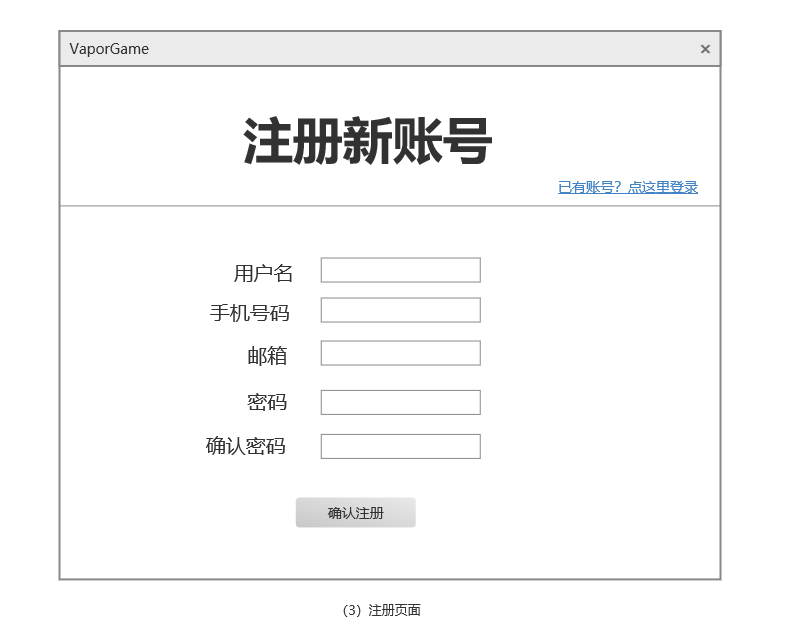 VaporGame ×
注册新账号
已有账号？点这里登录
用户名
手机号码
邮箱
密码
确认密码
确认注册
（3）注册页面